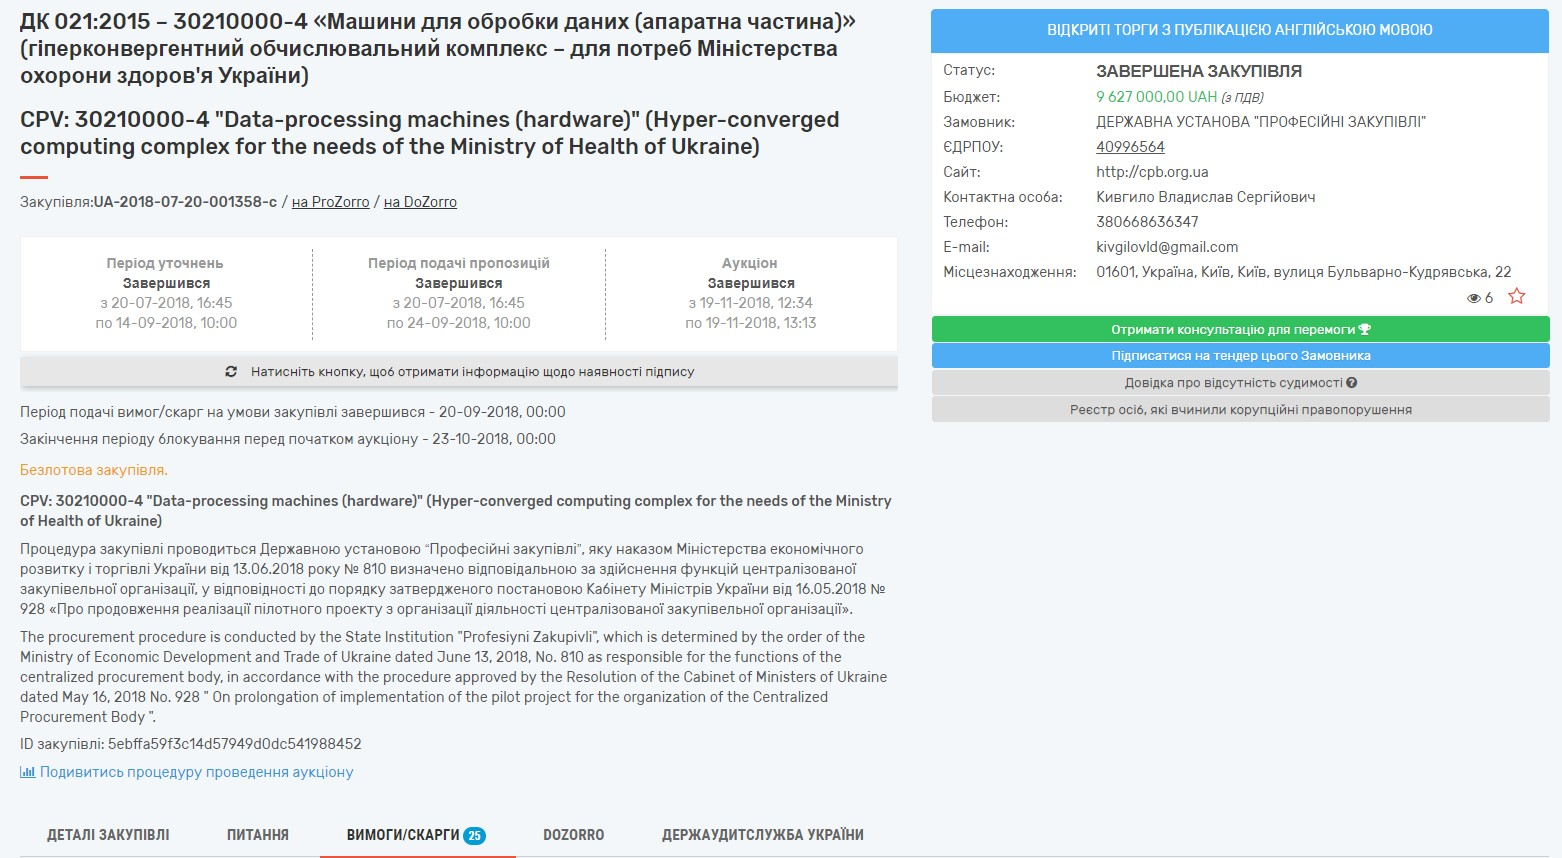 ДК 021:2015 – 30210000-4 «Машини для обробки даних (апаратна частина)»
(гіперконвергентний обчислювальний комплекс – для потреб Міністерства
охорони здоров'я України)
CPV: 30210000-4 "Data-processing machines (hardware)" (Hyper-converged
computing complex for the needs of the Ministry of Health of Ukraine)
Закупівля:UA-2018-07-20-001358-c / на ProZorro / на DoZorro
Період уточнень
Завершився
з 20-07-2018, 16:45
по 14-09-2018, 10:00
Період подачі пропозицій
Завершився
з 20-07-2018, 16:45
по 24-09-2018, 10:00
Аукціон
Завершився
з 19-11-2018, 12:34
по 19-11-2018, 13:13
Натисніть кнопку, щоб отримати інформацію щодо наявності підпису
Період подачі вимог/скарг на умови закупівлі завершився - 20-09-2018, 00:00
Закінчення періоду блокування перед початком аукціону - 23-10-2018, 00:00
Безлотова закупівля.
CPV: 30210000-4 "Data-processing machines (hardware)" (Hyper-converged computing complex for the needs of the Ministry
of Health of Ukraine)
Процедура закупівлі проводиться Державною установою “Професійні закупівлі”, яку наказом Міністерства економічного
розвитку і торгівлі України від 13.06.2018 року № 810 визначено відповідальною за здійснення функцій централізованої
закупівельної організації, у відповідності до порядку затвердженого постановою Кабінету Міністрів України від 16.05.2018 №
928 «Про продовження реалізації пілотного проекту з організації діяльності централізованої закупівельної організації».
The procurement procedure is conducted by the State Institution "Profesiyni Zakupivli", which is determined by the order of the
Ministry of Economic Development and Trade of Ukraine dated June 13, 2018, No. 810 as responsible for the functions of the
centralized procurement body, in accordance with the procedure approved by the Resolution of the Cabinet of Ministers of Ukraine
dated May 16, 2018 No. 928 " On prolongation of implementation of the pilot project for the organization of the Centralized
Procurement Body ".
ID закупівлі: 5ebffa59f3c14d57949d0dc541988452
Подивитись процедуру проведення аукціону
ДЕТАЛІ ЗАКУПІВЛІ ПИТАННЯ ВИМОГИ/СКАРГИ 25 DOZORRO ДЕРЖАУДИТСЛУЖБА УКРАЇНИ
ВІДКРИТІ ТОРГИ З ПУБЛІКАЦІЄЮ АНГЛІЙСЬКОЮ МОВОЮ
Статус: ЗАВЕРШЕНА ЗАКУПІВЛЯ
Бюджет: 9 627 000,00 UAH (з ПДВ)
Замовник: ДЕРЖАВНА УСТАНОВА "ПРОФЕСІЙНІ ЗАКУПІВЛІ"
ЄДРПОУ: 40996564
Сайт: http://cpb.org.ua
Контактна особа: Кивгило Владислав Сергійович
Телефон: 380668636347
E-mail: kivgilovld@gmail.com
Місцезнаходження: 01601, Україна, Київ, Київ, вулиця Бульварно-Кудрявська, 22
6
Отримати консультацію для перемоги
Підписатися на тендер цього Замовника
Довідка про відсутність судимості
Реєстр осіб, які вчинили корупційні правопорушення